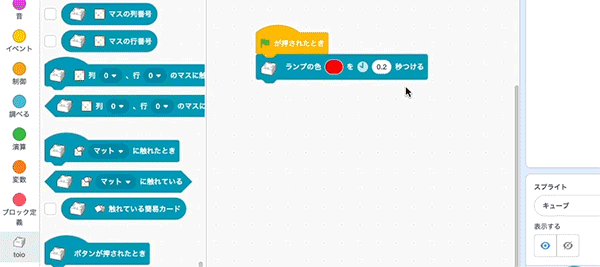 音
イベント
制御
調べる
演算
変数
ブロック定義
toio
マスの列番号
マスの行番号
列 0 、行 0 のマスに触
列 0 、行 0 のマスに触
マット に触れたとき
マット に触れている
触れている簡易カード
ボタンが押されたとき
が押されたとき
ランプの色 を 0.2 秒つける
スプライト
キューブ
表示する